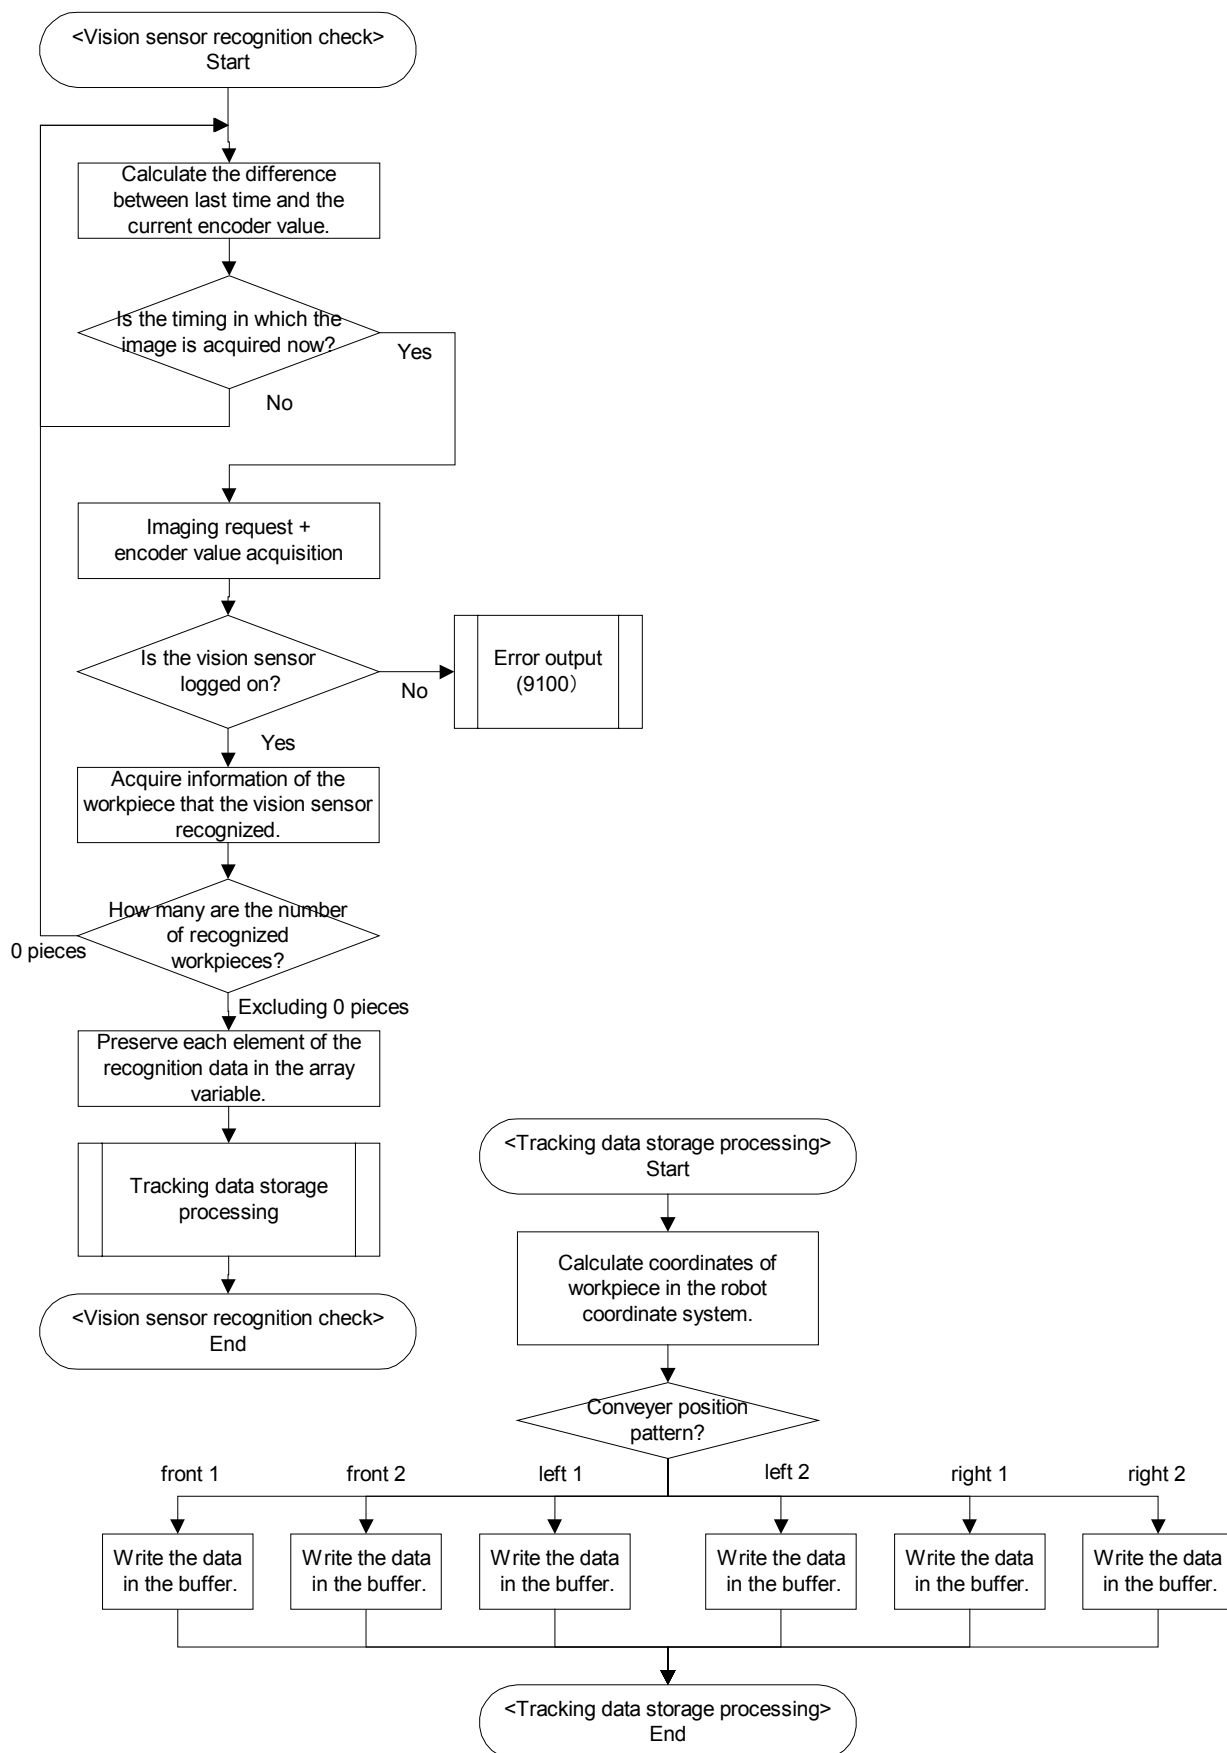 <Vision sensor recognition check>
Start
Calculate the difference
between last time and the
current encoder value.
Is the timing in which the
image is acquired now?
Yes
No
Imaging request +
encoder value acquisition
Is the vision sensor
logged on?
No
Error output
(9100）
Yes
Acquire information of the
workpiece that the vision sensor
recognized.
How many are the number
of recognized
workpieces?
0 pieces
Excluding 0 pieces
Preserve each element of the
recognition data in the array
variable.
Tracking data storage
processing
<Vision sensor recognition check>
End
<Tracking data storage processing>
Start
Calculate coordinates of
workpiece in the robot
coordinate system.
Conveyer position
pattern?
front 1
front 2
left 1
left 2
right 1
right 2
Write the data
in the buffer.
Write the data
in the buffer.
Write the data
in the buffer.
Write the data
in the buffer.
Write the data
in the buffer.
Write the data
in the buffer.
<Tracking data storage processing>
End